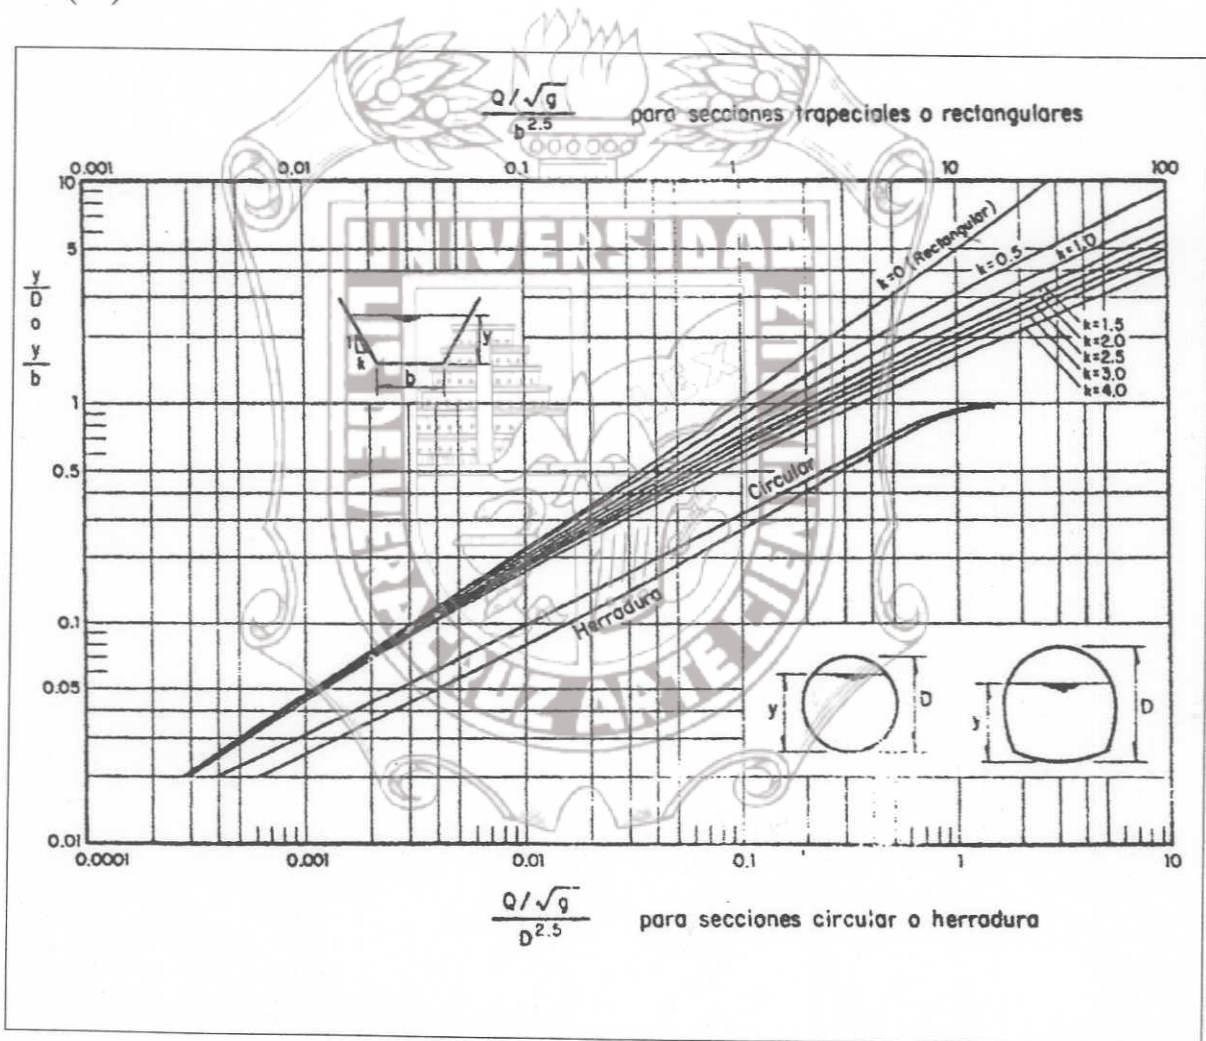 Q/√g
b^2.5
para secciones trapeciales o rectangulares
0.001 0.01 0.1 1 10 100
10
5
1
0.5
0.1
0.05
0.01
y
D
o
y
b
UNIVERSIDAD
k=0 (Rectangular)
k=0.5
k=1.0
k=1.5
k=2.0
k=2.5
k=3.0
k=4.0
1
k
b
y
Circular
Herradura
y
D
y
D
0.0001 0.001 0.01 0.1 1 10
Q/√g
D^2.5
para secciones circular o herradura